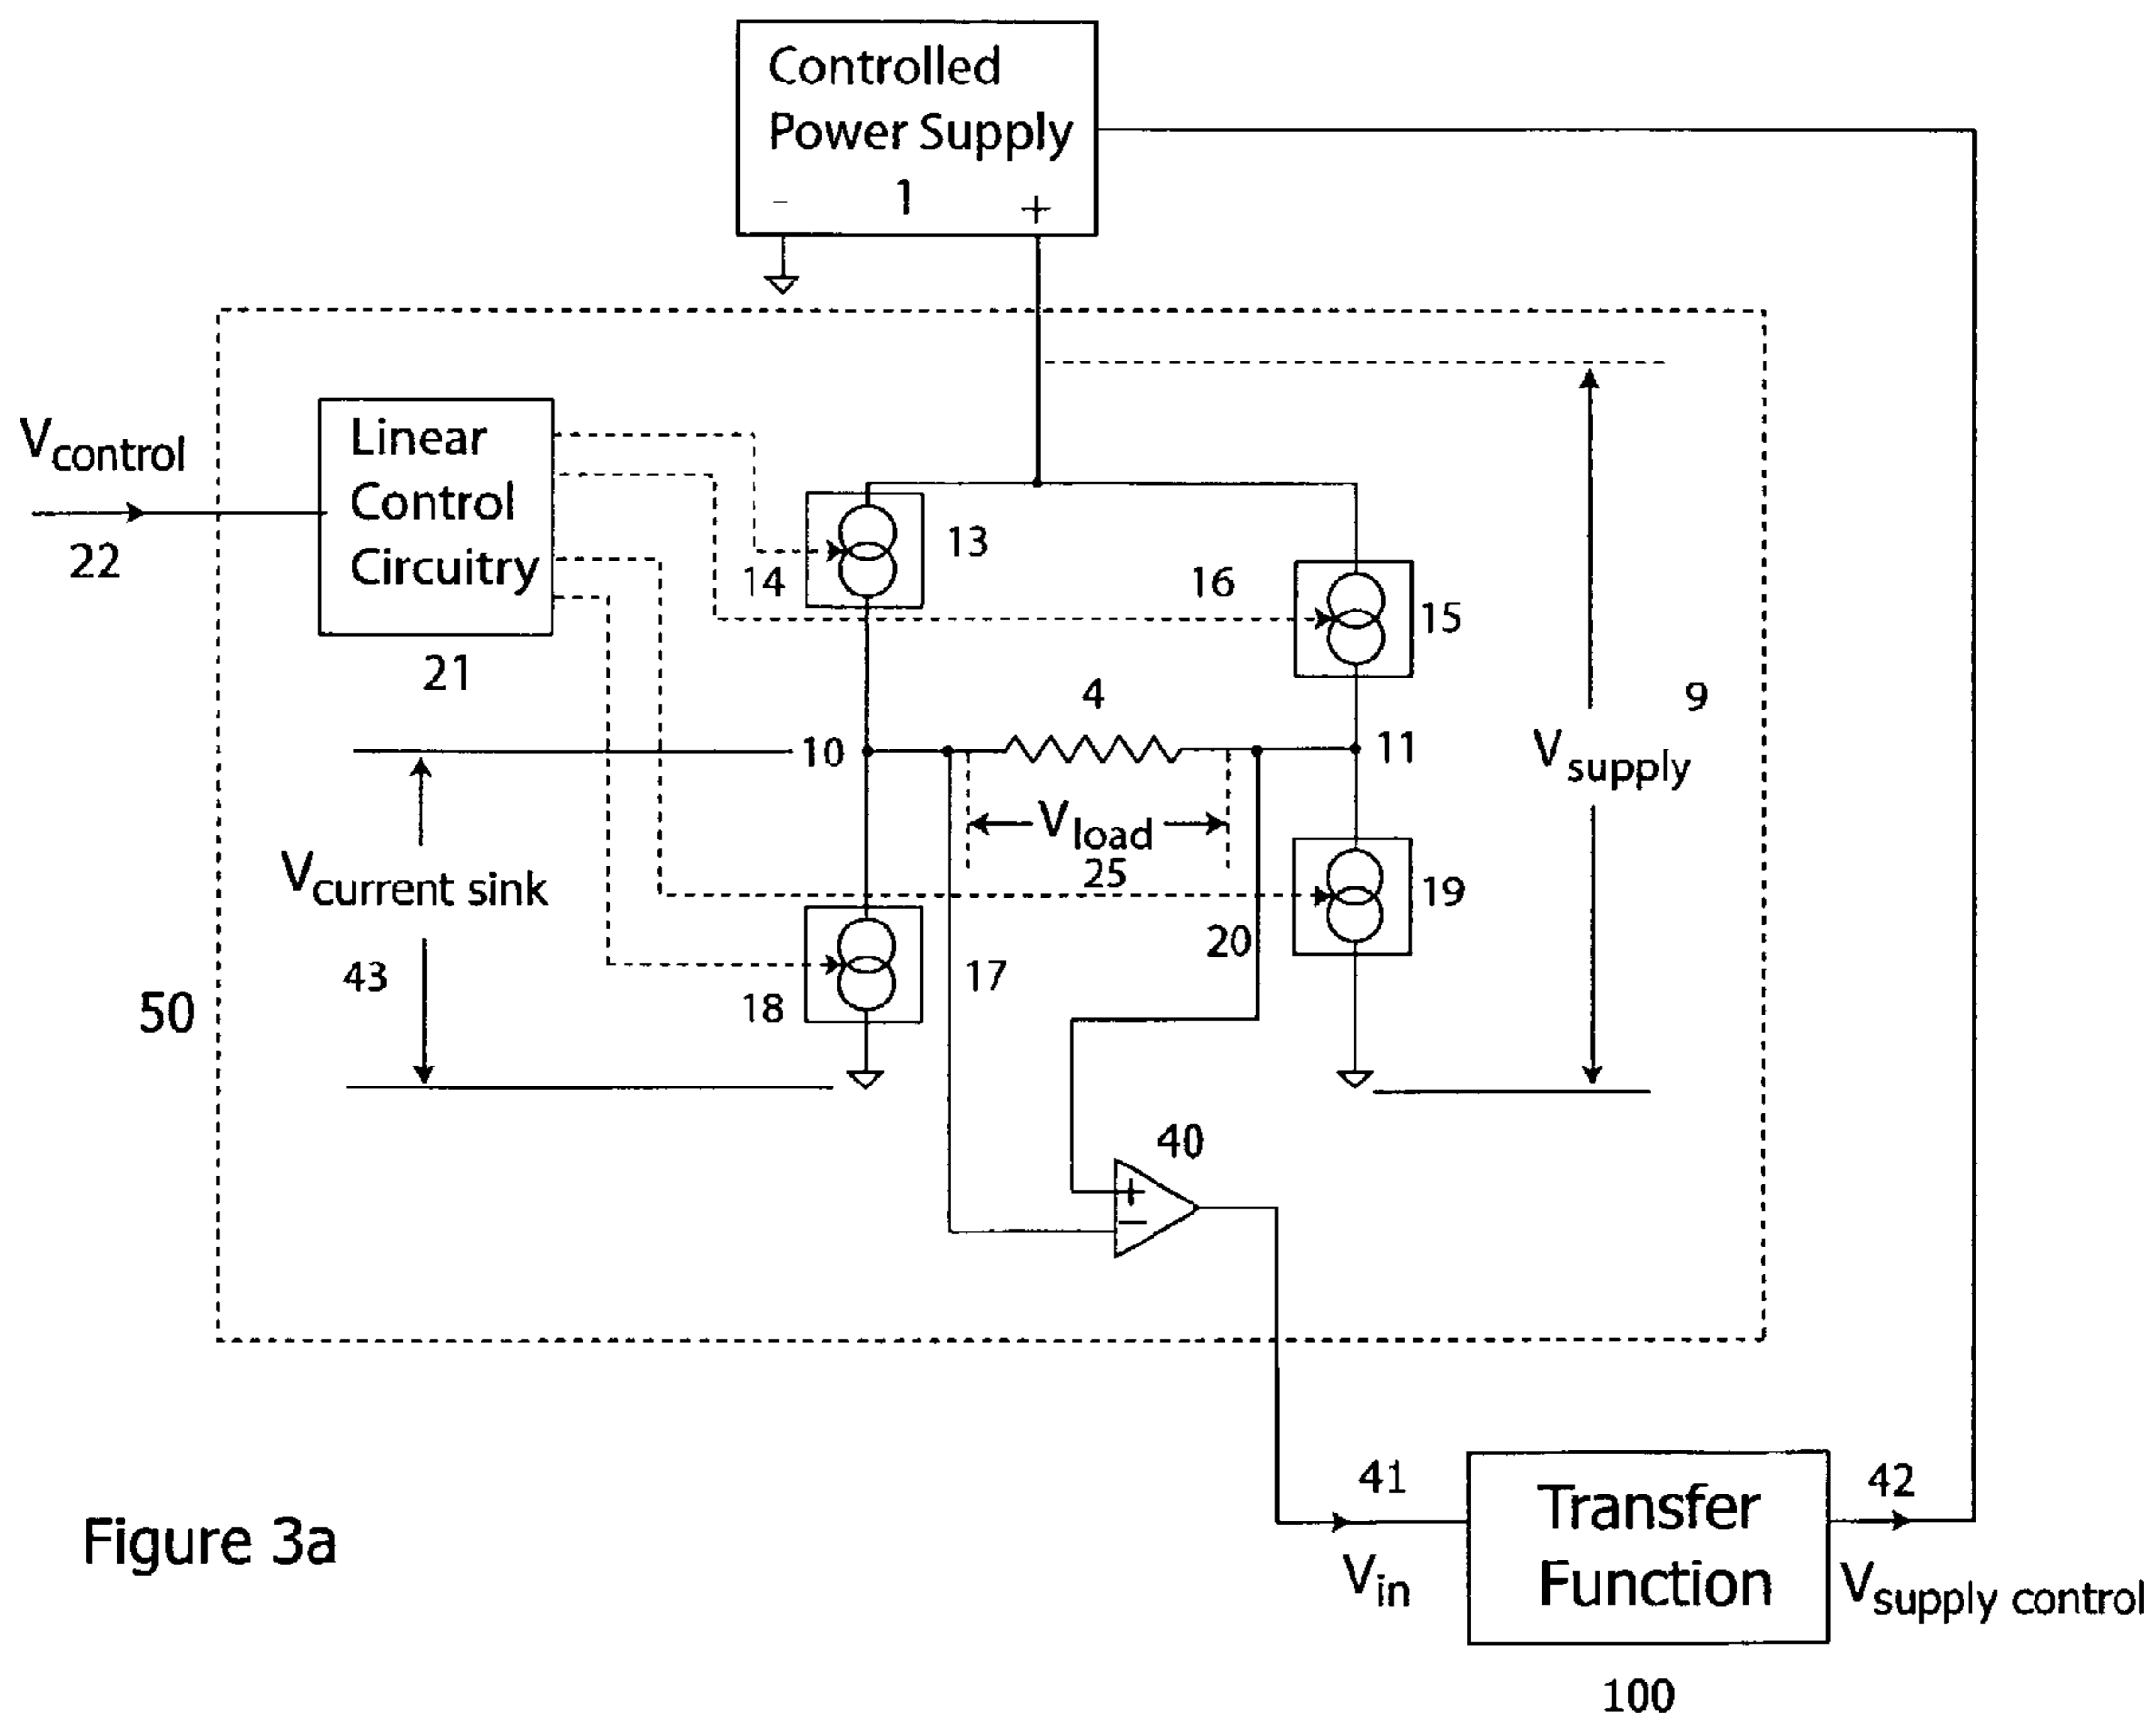 Controlled
Power Supply
1
- +
Vcontrol
22
Linear
Control
Circuitry
21
13
14
16
15
4
9
10
11
Vsupply
Vload
25
Vcurrent sink
43
19
20
17
18
50
40
+
-
41
42
Transfer
Function
Vin
Vsupply control
100
Figure 3a